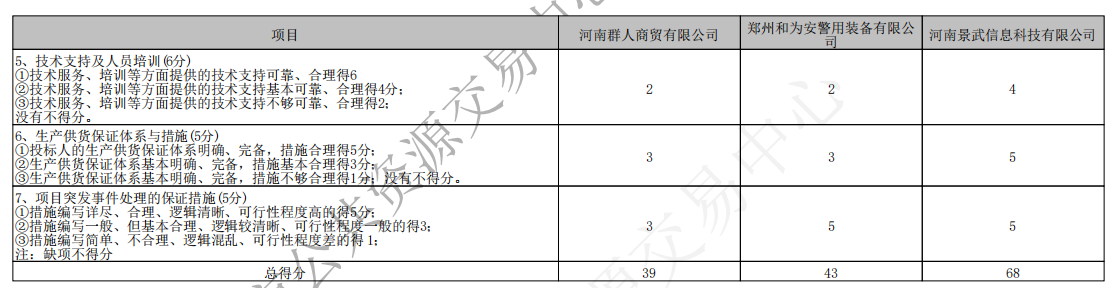 项目
河南群人商贸有限公司
郑州和为安警用装备有限公
司
河南景武信息科技有限公司
5、技术支持及人员培训(6分)
①技术服务、培训等方面提供的技术支持可靠、合理得6
②技术服务、培训等方面提供的技术支持基本可靠、合理得4分；
③技术服务、培训等方面提供的技术支持不够可靠、合理得2；
没有不得分。
2
2
4
6、生产供货保证体系与措施(5分)
①投标人的生产供货保证体系明确、完备，措施合理得5分；
②生产供货保证体系基本明确、完备，措施基本合理得3分；
③生产供货保证体系基本明确、完备，措施不够合理得1分；没有不得分。
3
3
5
7、项目突发事件处理的保证措施(5分)
①措施编写详尽、合理、逻辑清晰、可行性程度高的得5分；
②措施编写一般、但基本合理、逻辑较清晰、可行性程度一般的得3；
③措施编写简单、不合理、逻辑混乱、可行性程度差的得 1；
注：缺项不得分
3
5
5
总得分
39
43
68
公共资源交易中心
易中心